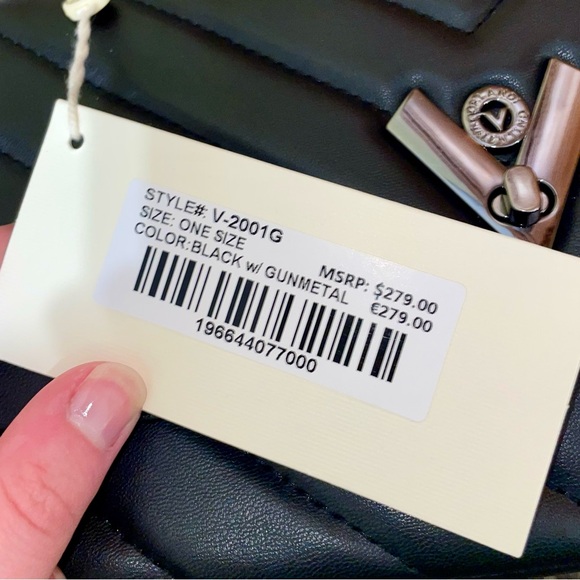 STYLE#: V-2001G
SIZE: ONE SIZE
COLOR:BLACK w/ GUNMETAL
MSRP: $279.00
€279.00
196644077000